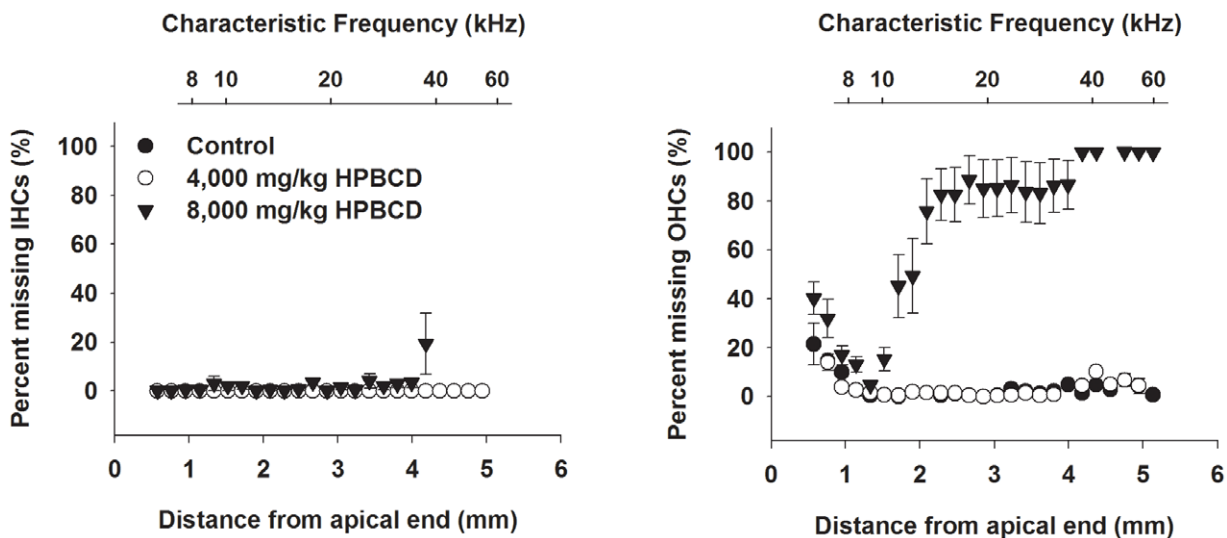 Characteristic Frequency (kHz)
8 10 20 40 60
Percent missing IHCs (%)
100
80
60
40
20
0
Control
4,000 mg/kg HPBCD
8,000 mg/kg HPBCD
0 1 2 3 4 5 6
Distance from apical end (mm)
Characteristic Frequency (kHz)
8 10 20 40 60
Percent missing OHCs (%)
100
80
60
40
20
0
0 1 2 3 4 5 6
Distance from apical end (mm)